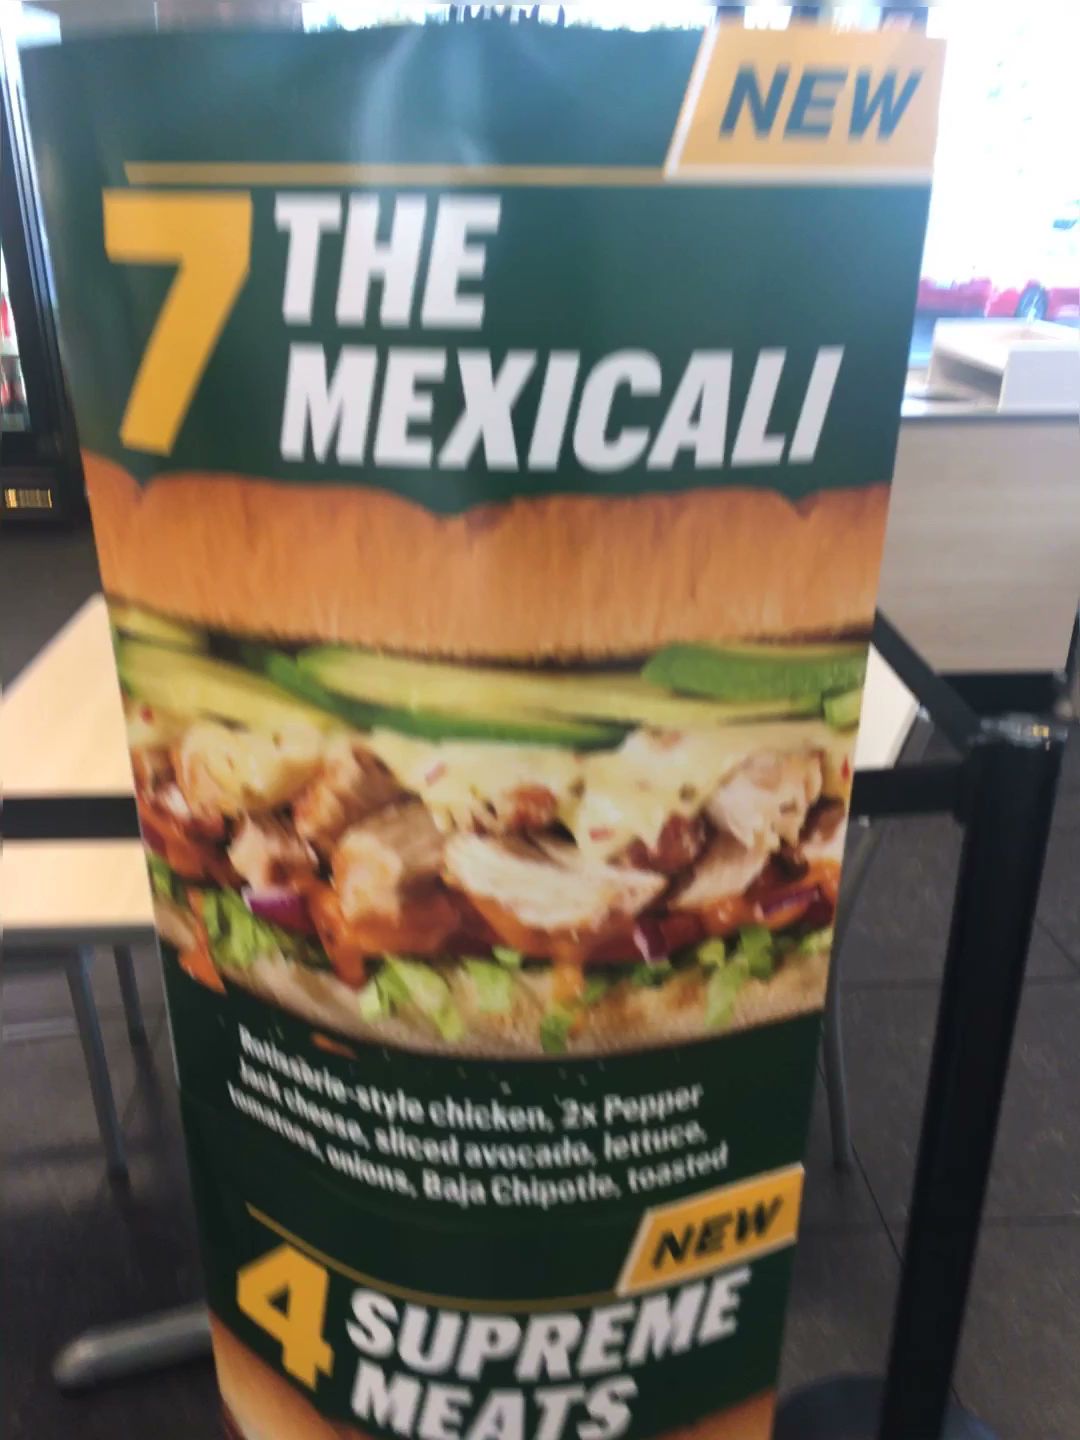 NEW
7 THE
MEXICALI
Rotisserie-style chicken, 2x Pepper
Jack cheese, sliced avocado, lettuce,
tomatoes, onions, Baja Chipotle, toasted
NEW
4 SUPREME
MEATS